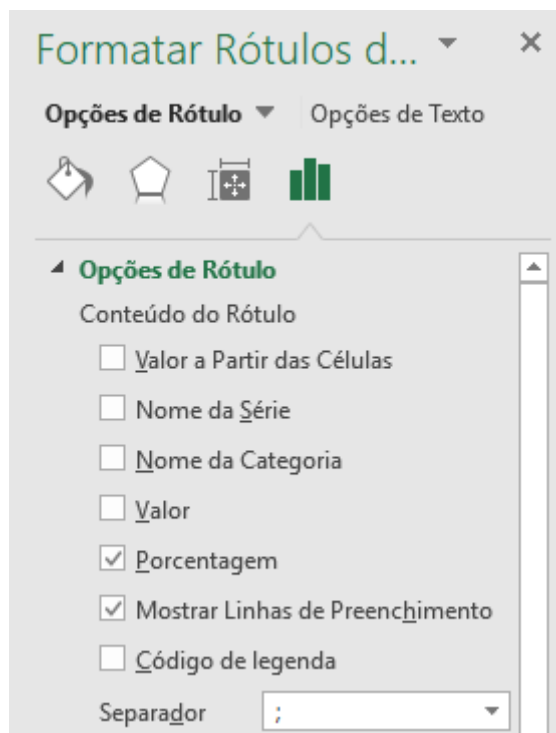 Formatar Rótulos d...
Opções de Rótulo Opções de Texto
Opções de Rótulo
Conteúdo do Rótulo
Valor a Partir das Células
Nome da Série
Nome da Categoria
Valor
Porcentagem
Mostrar Linhas de Preenchimento
Código de legenda
Separador ;